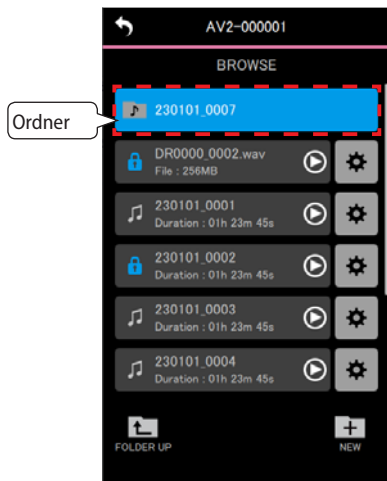 AV2-000001
BROWSE
Ordner
230101_0007
DR0000_0002.wav
File : 256MB
230101_0001
Duration : 01h 23m 45s
230101_0002
Duration : 01h 23m 45s
230101_0003
Duration : 01h 23m 45s
230101_0004
Duration : 01h 23m 45s
FOLDER UP
NEW